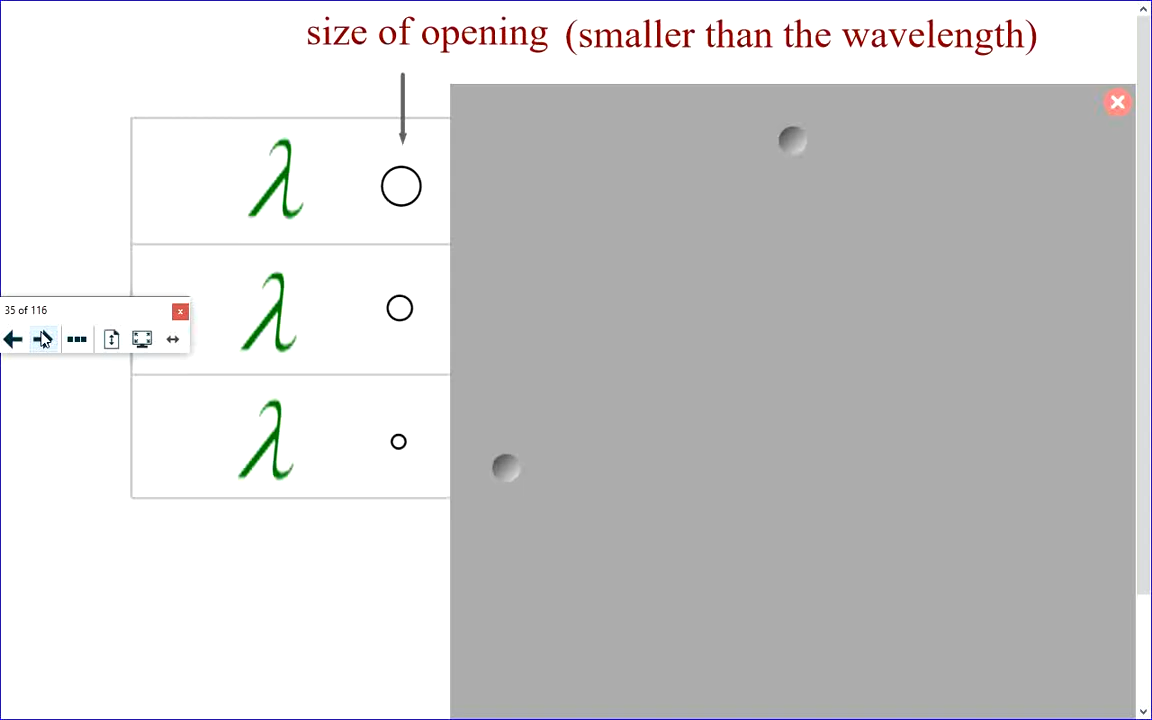 size of opening (smaller than the wavelength)
λ
λ
35 of 116
λ